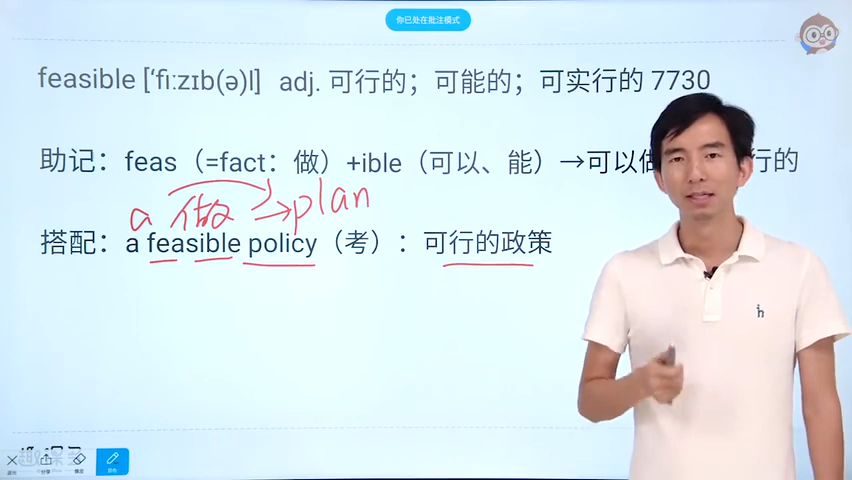 你已处在批注模式
feasible [ˈfiːzɪb(ə)l] adj. 可行的；可能的；可实行的 7730
助记：feas（=fact：做）+ible（可以、能）→可以做 行的
a 做 → plan
搭配：a feasible policy（考）：可行的政策